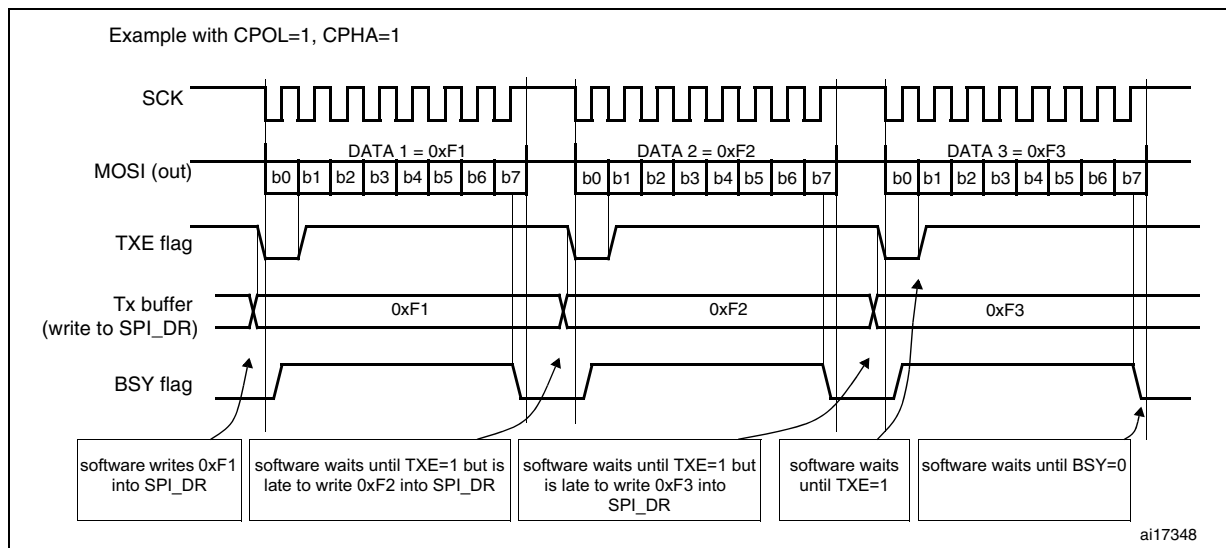 Example with CPOL=1, CPHA=1
SCK
DATA 1 = 0xF1
DATA 2 = 0xF2
DATA 3 = 0xF3
MOSI (out)
b0 b1 b2 b3 b4 b5 b6 b7
b0 b1 b2 b3 b4 b5 b6 b7
b0 b1 b2 b3 b4 b5 b6 b7
TXE flag
Tx buffer
(write to SPI_DR)
0xF1
0xF2
0xF3
BSY flag
software writes 0xF1
into SPI_DR
software waits until TXE=1 but is
late to write 0xF2 into SPI_DR
software waits until TXE=1 but
is late to write 0xF3 into
SPI_DR
software waits
until TXE=1
software waits until BSY=0
ai17348